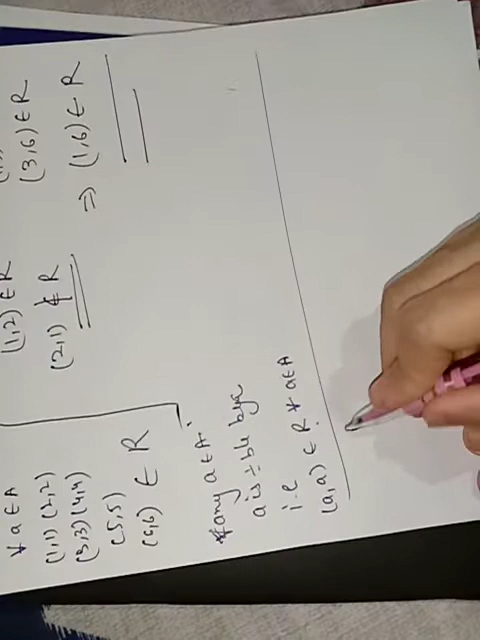 ∀ a ∈ A
(1,1) (2,2)
(3,3) (4,4)
(5,5)
(6,6) ∈ R
(1,2) ∈ R
(2,1) ∉ R
(3,6) ∈ R
⇒ (1,6) ∈ R
any a ∈ A.
a is ÷ble by a
i.e
(a,a) ∈ R ∀ a ∈ A